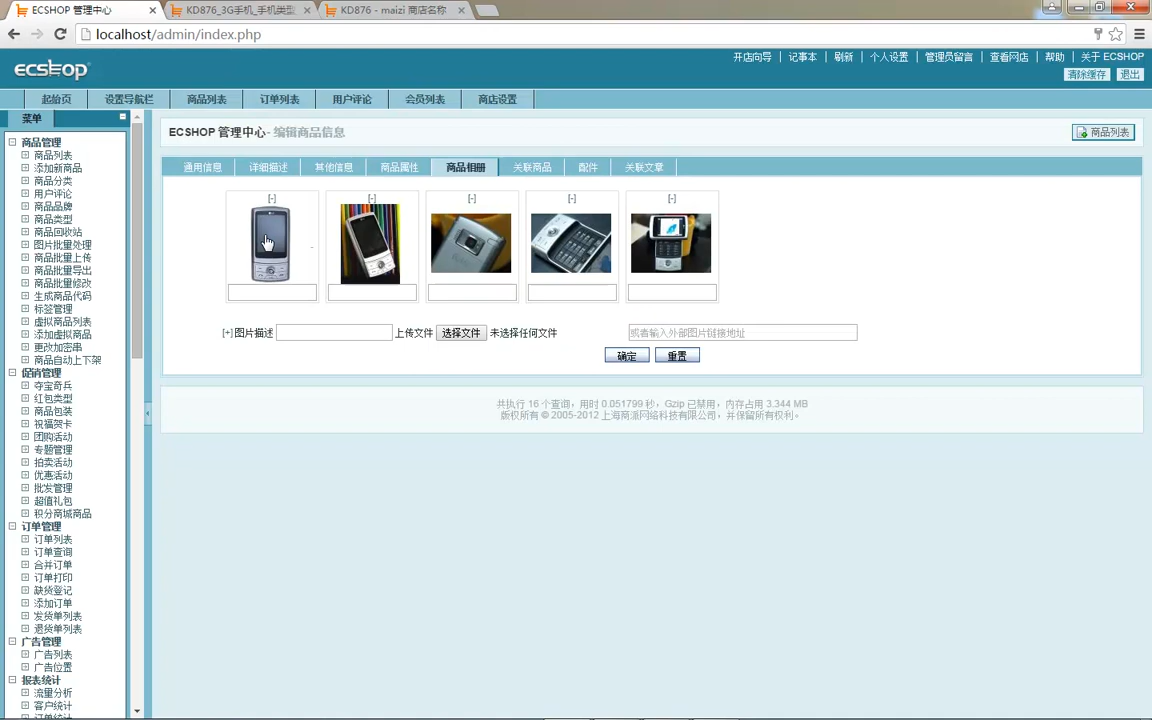 ECSHOP 管理中心
KD876_3G手机_手机类型
KD876 - maizi 商店名称
localhost/admin/index.php
ECSHOP
开店向导 | 记事本 | 刷新 | 个人设置 | 管理员留言 | 查看网店 | 帮助 | 关于 ECSHOP
清除缓存 退出
起始页 设置导航栏 商品列表 订单列表 用户评论 会员列表 商店设置
菜单
商品管理
商品列表
添加新商品
商品分类
用户评论
商品品牌
商品类型
商品回收站
图片批量处理
商品批量上传
商品批量导出
商品批量修改
生成商品代码
标签管理
虚拟商品列表
添加虚拟商品
更改加密串
商品自动上下架
促销管理
夺宝奇兵
红包类型
商品包装
祝福贺卡
团购活动
专题管理
拍卖活动
优惠活动
批发管理
超值礼包
积分商城商品
订单管理
订单列表
订单查询
合并订单
订单打印
缺货登记
添加订单
发货单列表
退货单列表
广告管理
广告列表
广告位置
报表统计
流量分析
客户统计
订单统计
ECSHOP 管理中心 - 编辑商品信息
商品列表
通用信息 详细描述 其他信息 商品属性 商品相册 关联商品 配件 关联文章
[-] [-] [-] [-] [-]
[+] 图片描述 上传文件 选择文件 未选择任何文件 或者输入外部图片链接地址
确定 重置
共执行 16 个查询，用时 0.051799 秒，Gzip 已禁用，内存占用 3.344 MB
版权所有 © 2005-2012 上海商派网络科技有限公司，并保留所有权利。